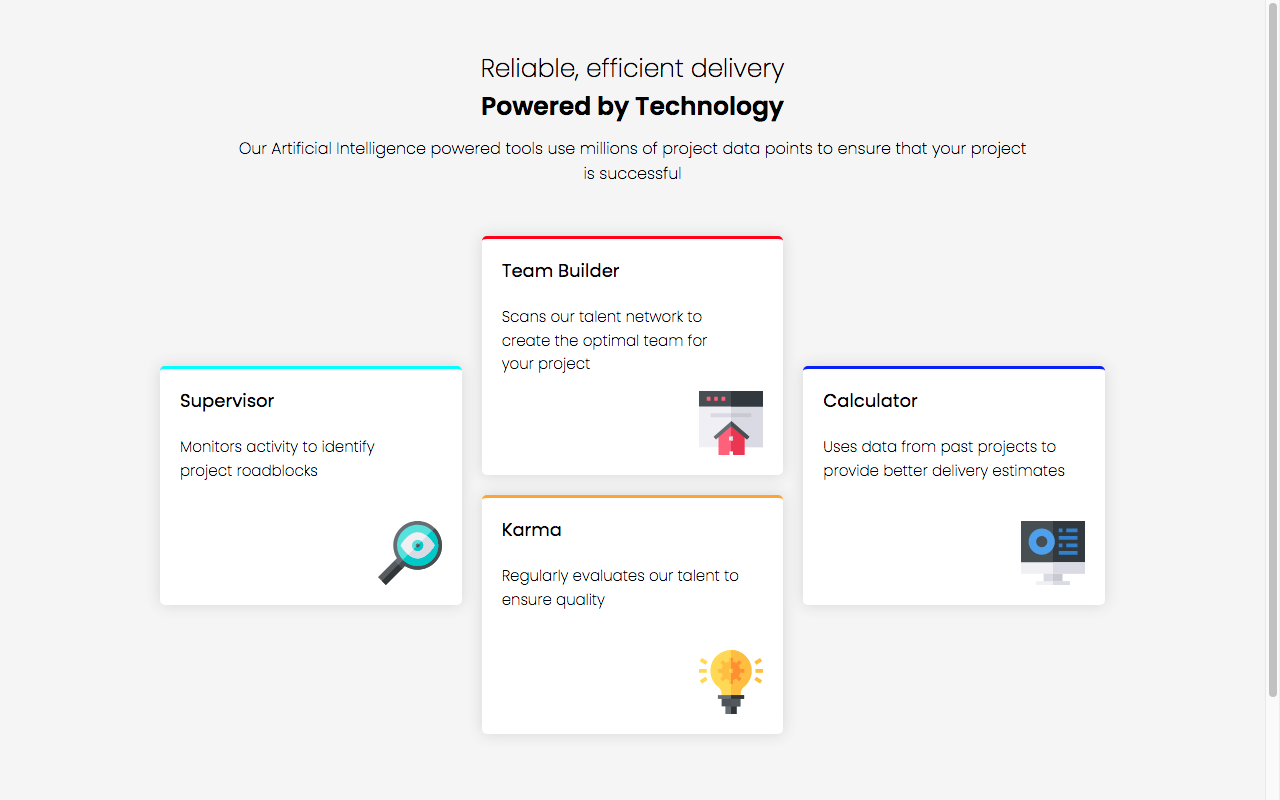 Reliable, efficient delivery
Powered by Technology
Our Artificial Intelligence powered tools use millions of project data points to ensure that your project
is successful
Supervisor
Monitors activity to identify
project roadblocks
Team Builder
Scans our talent network to
create the optimal team for
your project
Karma
Regularly evaluates our talent to
ensure quality
Calculator
Uses data from past projects to
provide better delivery estimates